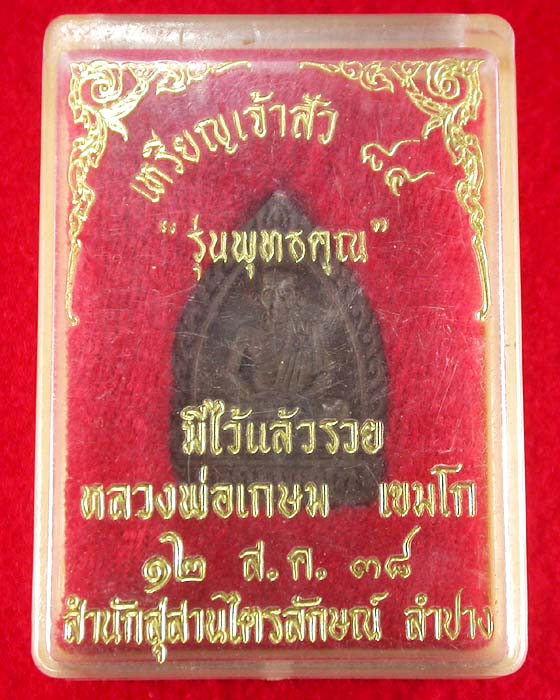 เหรียญเจ้าสัว
“รุ่นพุทธคุณ”
มีไว้แล้วรวย
หลวงพ่อเกษม เขมโก
๑๒ ส.ค. ๓๘
สำนักสุสานไตรลักษณ์ ลำปาง